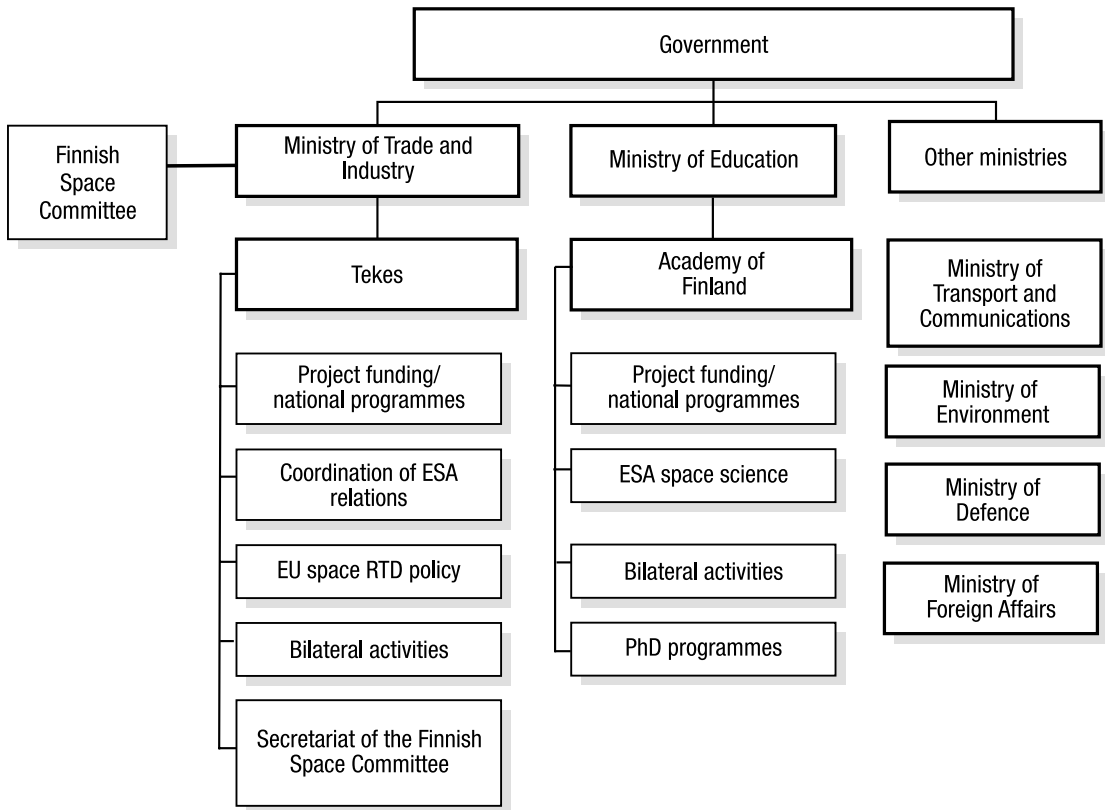 Government
Finnish
Space
Committee
Ministry of Trade and
Industry
Ministry of Education
Other ministries
Tekes
Project funding/
national programmes
Coordination of ESA
relations
EU space RTD policy
Bilateral activities
Secretariat of the Finnish
Space Committee
Academy of
Finland
Project funding/
national programmes
ESA space science
Bilateral activities
PhD programmes
Ministry of
Transport and
Communications
Ministry of
Environment
Ministry of
Defence
Ministry of
Foreign Affairs